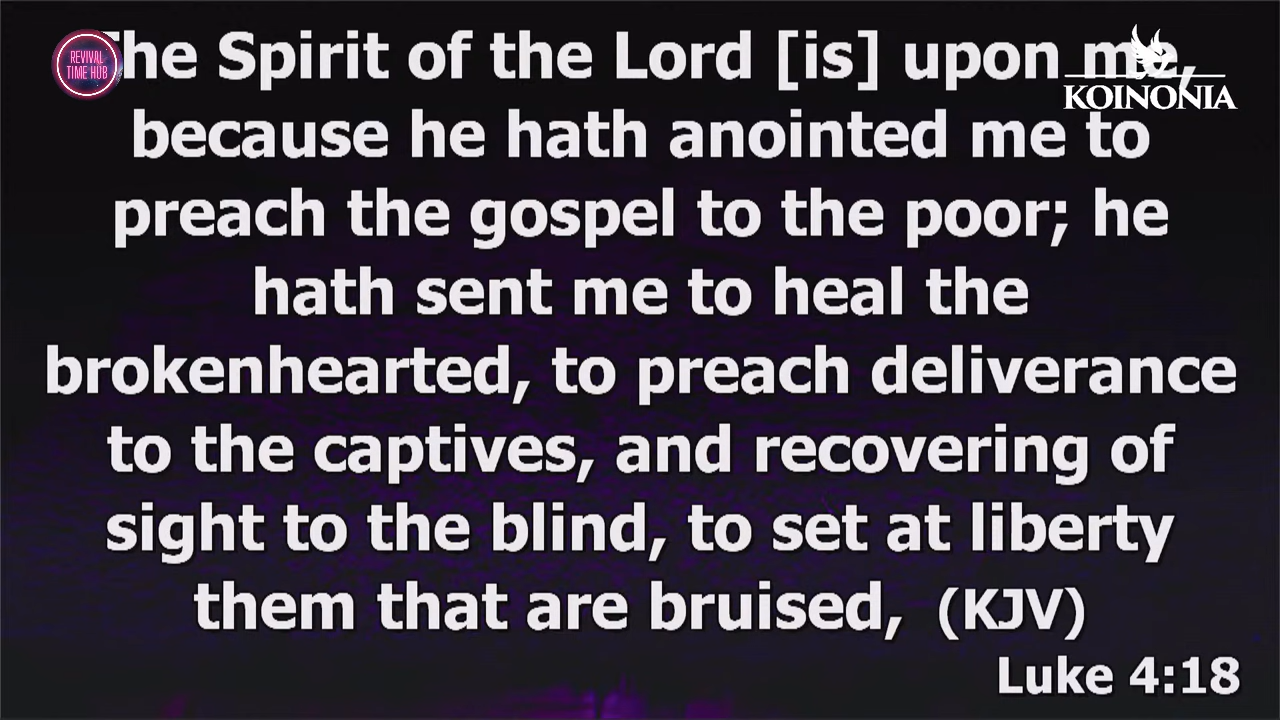 REVIVAL
TIME HUB
KOINONIA
The Spirit of the Lord [is] upon me,
because he hath anointed me to
preach the gospel to the poor; he
hath sent me to heal the
brokenhearted, to preach deliverance
to the captives, and recovering of
sight to the blind, to set at liberty
them that are bruised, (KJV)
Luke 4:18